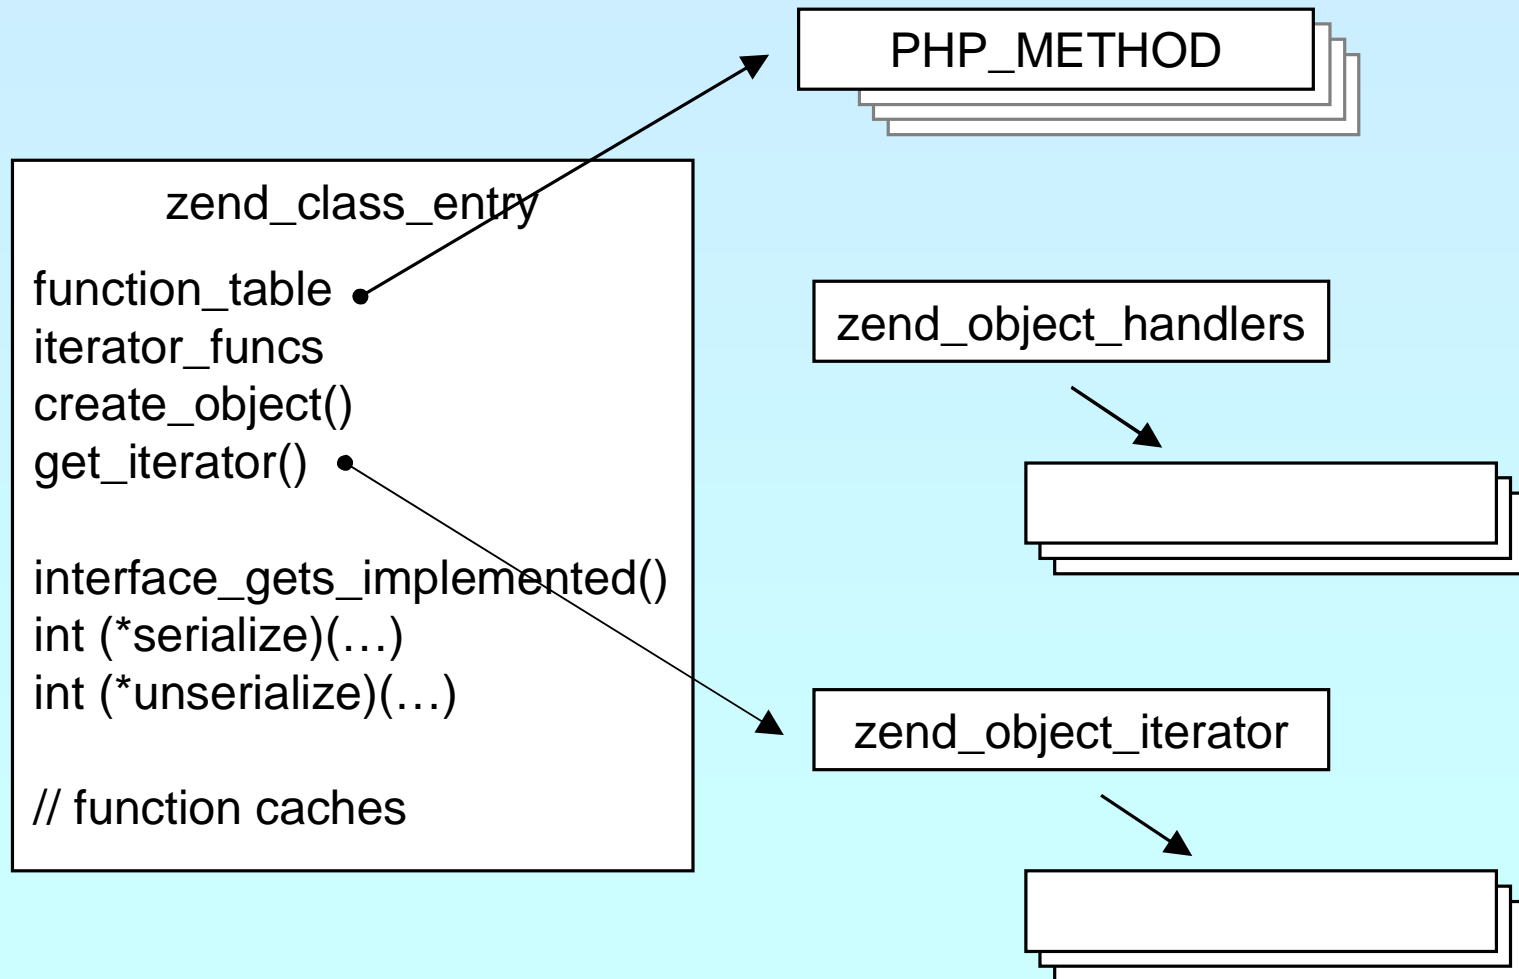 PHP_METHOD
zend_class_entry
function_table
iterator_funcs
create_object()
get_iterator()
interface_gets_implemented()
int (*serialize)(…)
int (*unserialize)(…)
// function caches
zend_object_handlers
zend_object_iterator